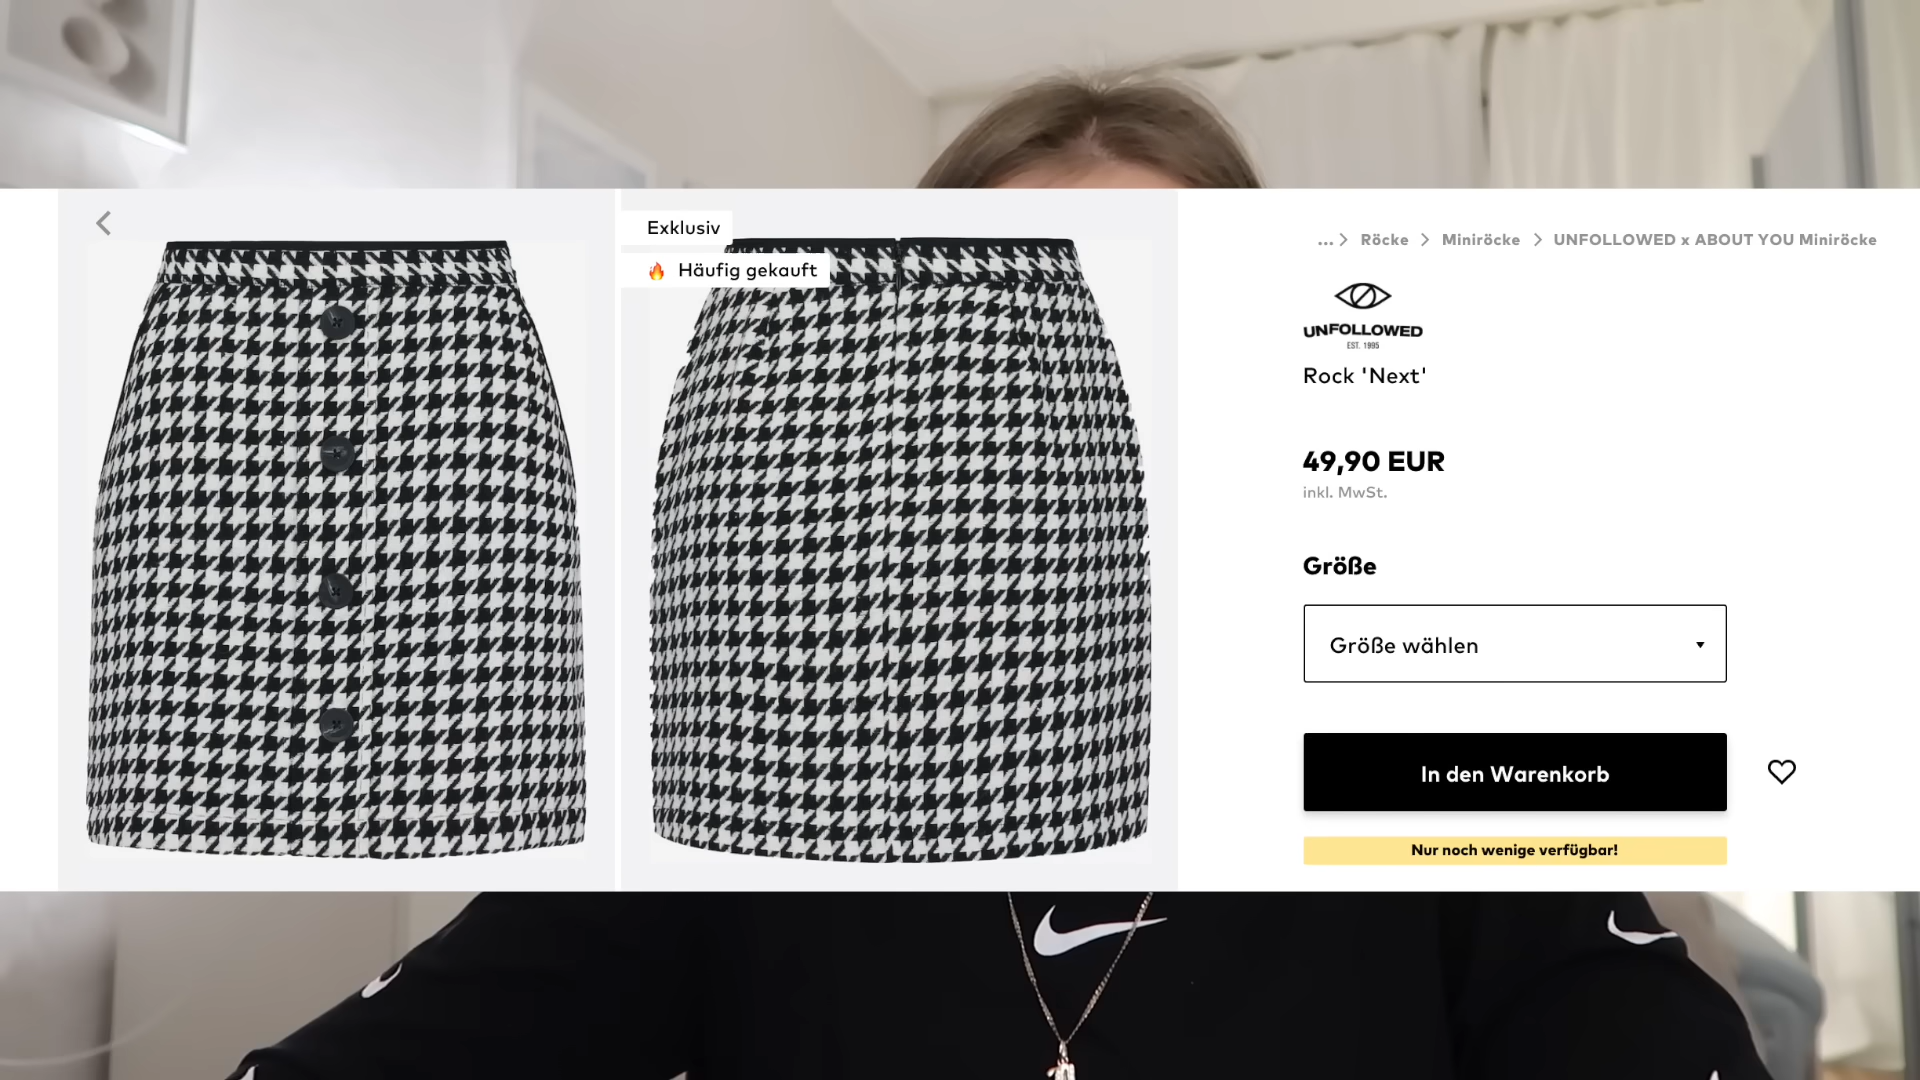 Exklusiv
🔥 Häufig gekauft
... > Röcke > Miniröcke > UNFOLLOWED x ABOUT YOU Miniröcke
UNFOLLOWED
EST. 1995
Rock 'Next'
49,90 EUR
inkl. MwSt.
Größe
Größe wählen
In den Warenkorb
Nur noch wenige verfügbar!